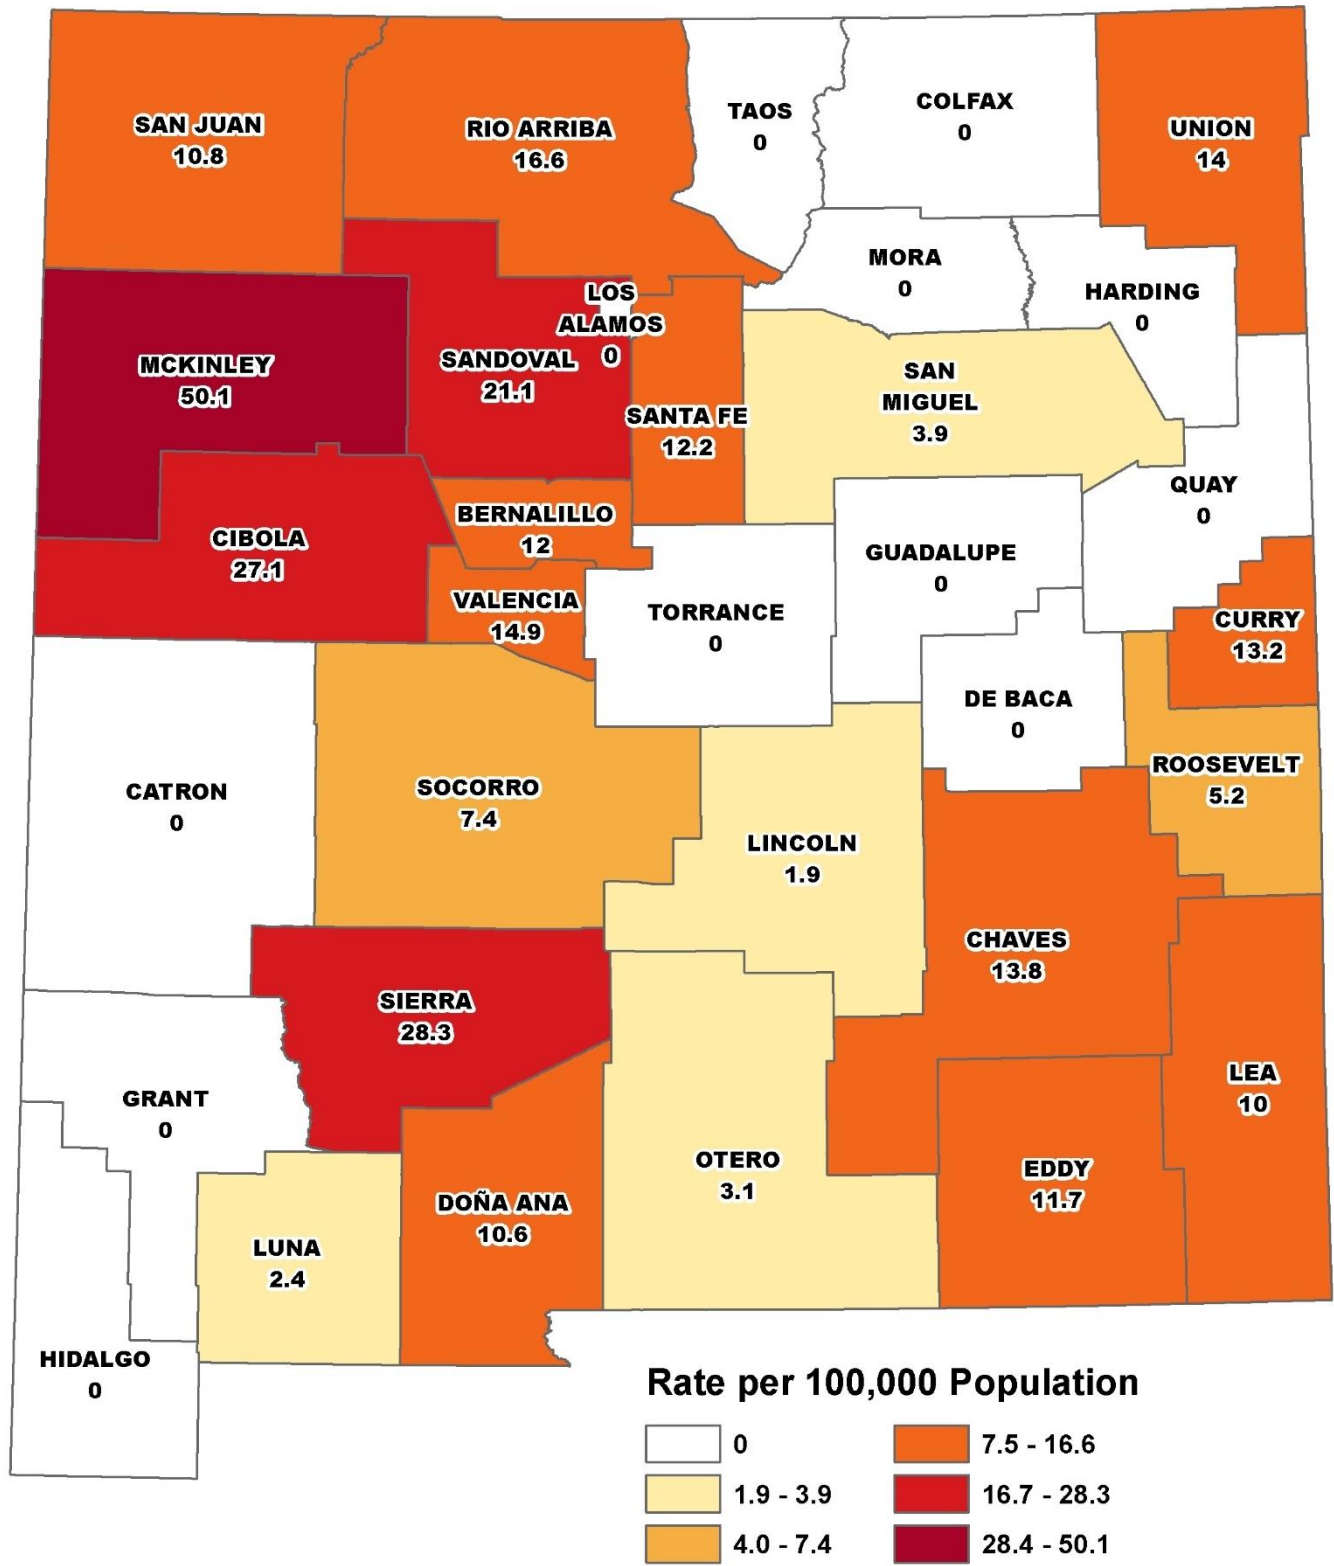 SAN JUAN
10.8
RIO ARRIBA
16.6
TAOS
0
COLFAX
0
UNION
14
MORA
0
HARDING
0
LOS
ALAMOS
0
MCKINLEY
50.1
SANDOVAL
21.1
SANTA FE
12.2
SAN
MIGUEL
3.9
QUAY
0
CIBOLA
27.1
BERNALILLO
12
GUADALUPE
0
VALENCIA
14.9
TORRANCE
0
CURRY
13.2
DE BACA
0
CATRON
0
SOCORRO
7.4
ROOSEVELT
5.2
LINCOLN
1.9
CHAVES
13.8
SIERRA
28.3
GRANT
0
LEA
10
OTERO
3.1
EDDY
11.7
DOÑA ANA
10.6
LUNA
2.4
HIDALGO
0
Rate per 100,000 Population
0
1.9 - 3.9
4.0 - 7.4
7.5 - 16.6
16.7 - 28.3
28.4 - 50.1